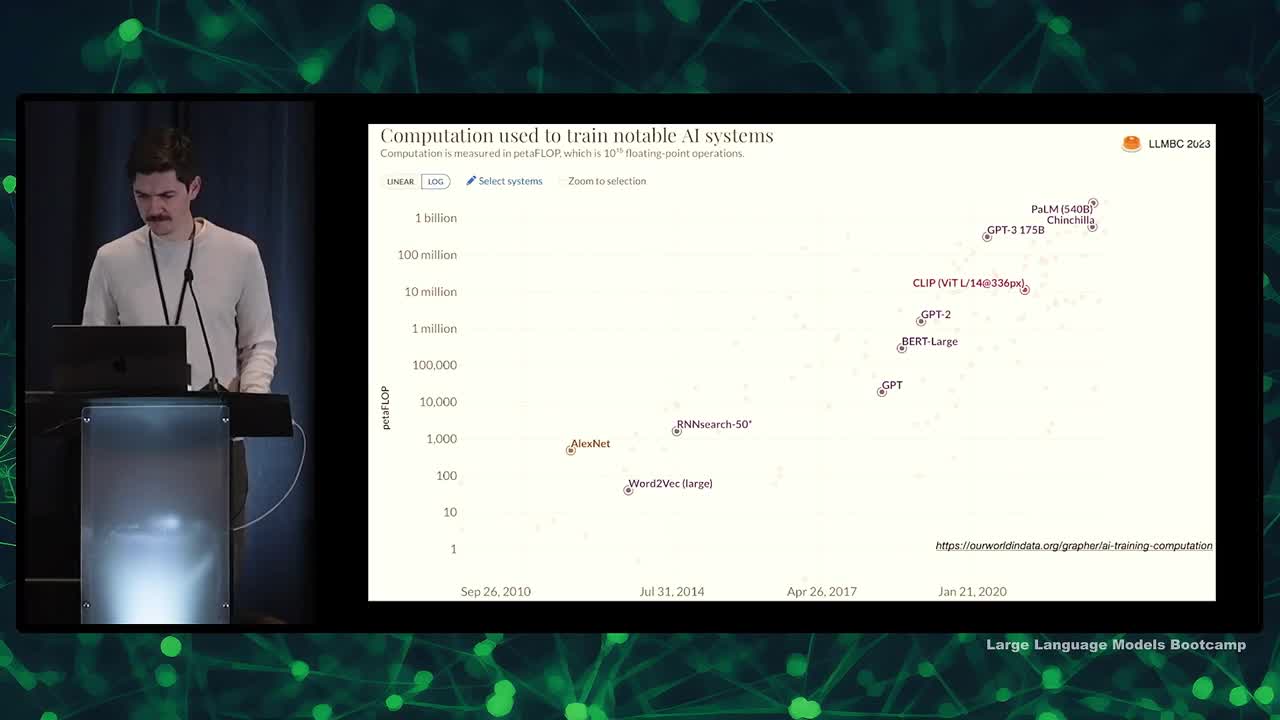 Computation used to train notable AI systems
Computation is measured in petaFLOP, which is 10¹⁵ floating-point operations.
LLMBC 2023
LINEAR LOG Select systems Zoom to selection
petaFLOP
1 billion
100 million
10 million
1 million
100,000
10,000
1,000
100
10
1
PaLM (540B)
Chinchilla
GPT-3 175B
CLIP (ViT L/14@336px)
GPT-2
BERT-Large
GPT
RNNsearch-50*
AlexNet
Word2Vec (large)
https://ourworldindata.org/grapher/ai-training-computation
Sep 26, 2010 Jul 31, 2014 Apr 26, 2017 Jan 21, 2020
Large Language Models Bootcamp